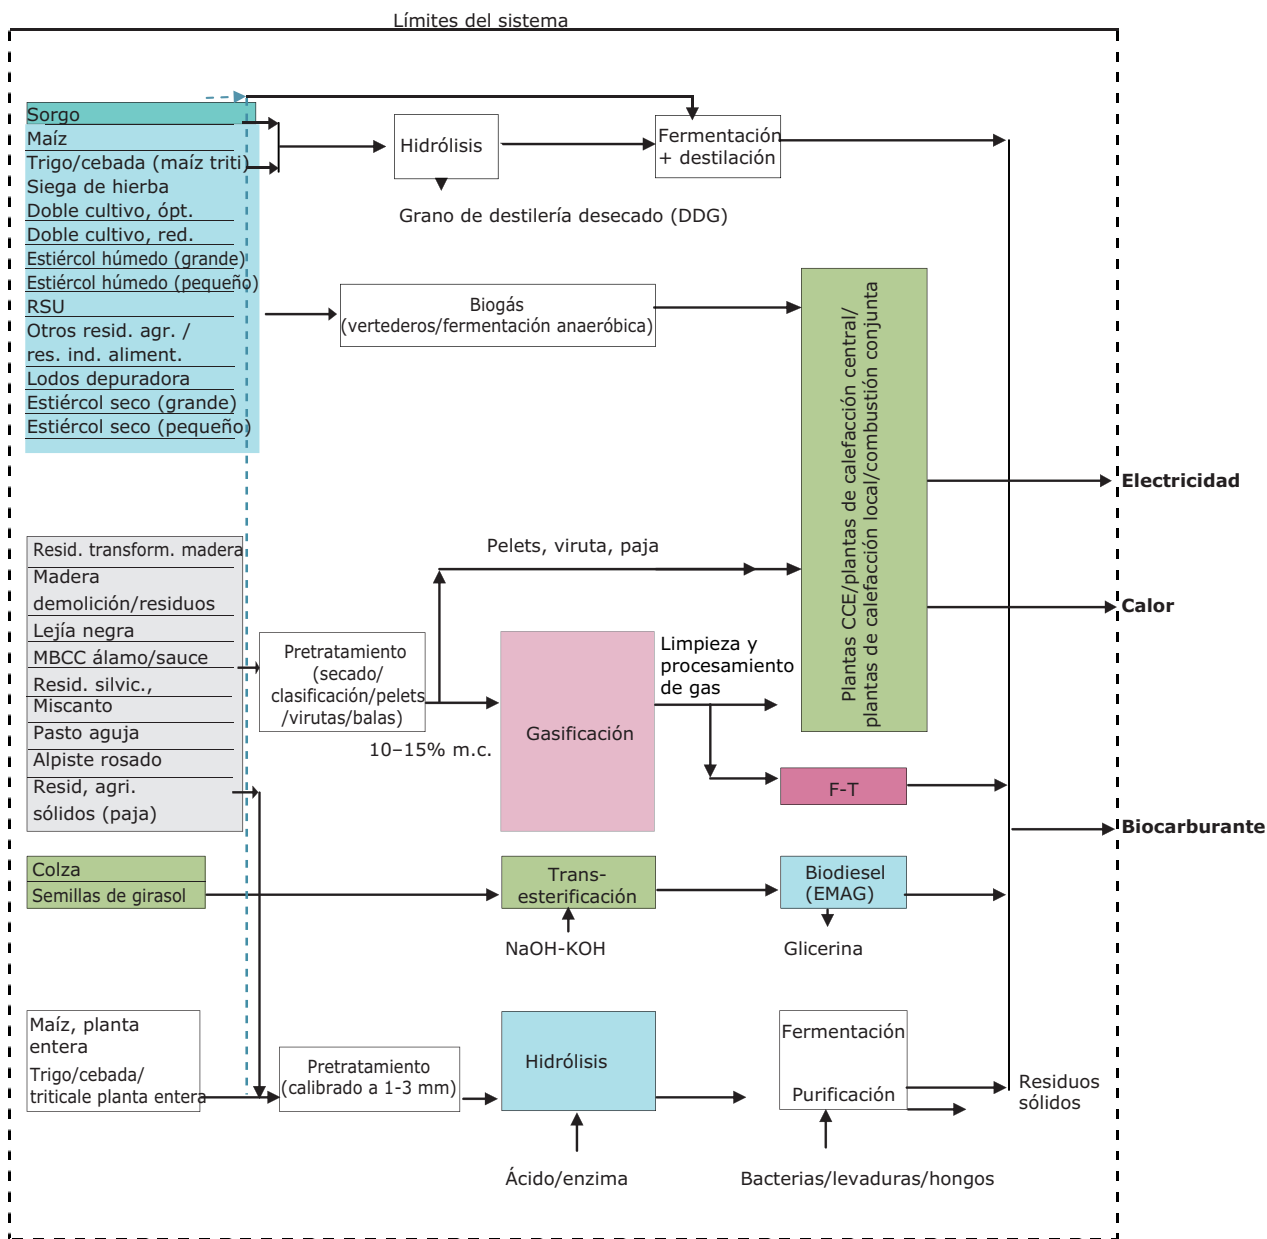 Límites del sistema
Sorgo
Maíz
Trigo/cebada (maíz triti)
Siega de hierba
Doble cultivo, ópt.
Doble cultivo, red.
Estiércol húmedo (grande)
Estiércol húmedo (pequeño)
RSU
Otros resid. agr. /
res. ind. aliment.
Lodos depuradora
Estiércol seco (grande)
Estiércol seco (pequeño)
Hidrólisis
Fermentación
+ destilación
Grano de destilería desecado (DDG)
Biogás
(vertederos/fermentación anaeróbica)
Plantas CCE/plantas de calefacción central/
plantas de calefacción local/combustión conjunta
Electricidad
Calor
Biocarburante
Resid. transform. madera
Madera
demolición/residuos
Lejía negra
MBCC álamo/sauce
Resid. silvic.,
Miscanto
Pasto aguja
Alpiste rosado
Resid, agri.
sólidos (paja)
Pretratamiento
(secado/
clasificación/pelets
/virutas/balas)
10–15% m.c.
Pelets, viruta, paja
Gasificación
Limpieza y
procesamiento
de gas
F-T
Colza
Semillas de girasol
Trans-
esterificación
NaOH-KOH
Biodiesel
(EMAG)
Glicerina
Maíz, planta
entera
Trigo/cebada/
triticale planta entera
Pretratamiento
(calibrado a 1-3 mm)
Hidrólisis
Ácido/enzima
Fermentación
Purificación
Bacterias/levaduras/hongos
Residuos
sólidos